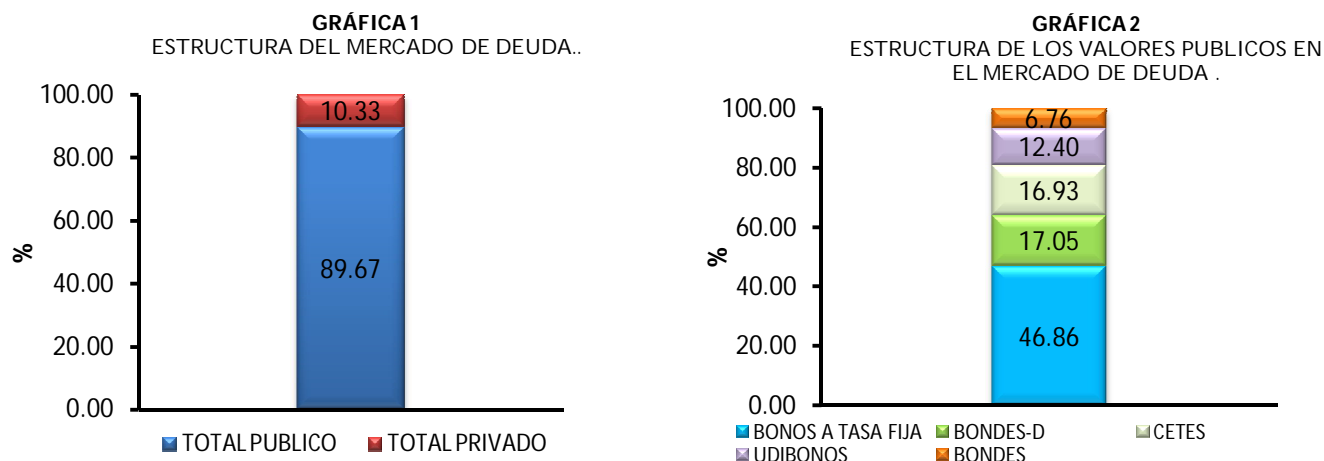 GRÁFICA 1
ESTRUCTURA DEL MERCADO DE DEUDA..
100.00
80.00
60.00
40.00
20.00
0.00
%
10.33
89.67
TOTAL PUBLICO
TOTAL PRIVADO
GRÁFICA 2
ESTRUCTURA DE LOS VALORES PUBLICOS EN
EL MERCADO DE DEUDA .
100.00
80.00
60.00
40.00
20.00
0.00
%
6.76
12.40
16.93
17.05
46.86
BONOS A TASA FIJA
BONDES-D
CETES
UDIBONOS
BONDES